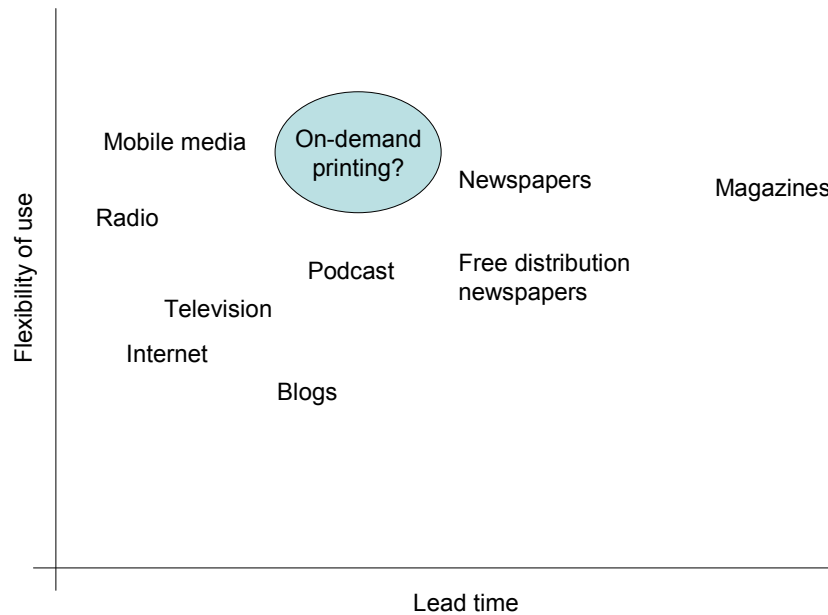 Mobile media
On-demand
printing?
Newspapers
Magazines
Radio
Podcast
Free distribution
newspapers
Television
Internet
Blogs
Flexibility of use
Lead time